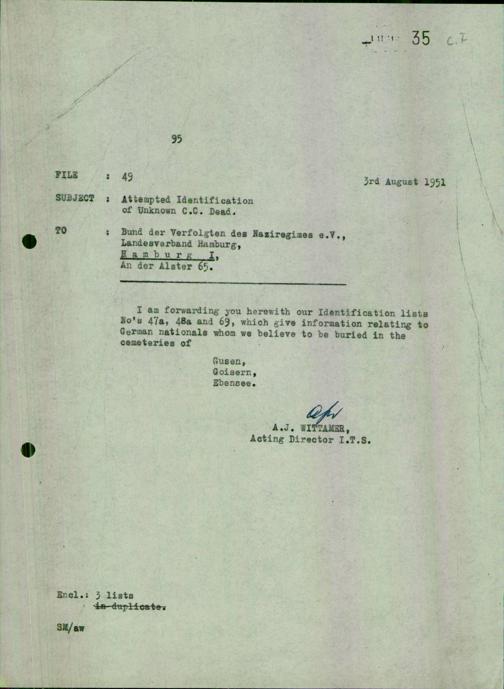 35 C.I
95
FILE : 49
3rd August 1951
SUBJECT : Attempted Identification
of Unknown C.C. Dead.
TO : Bund der Verfolgten des Naziregimes e.V.,
Landesverband Hamburg,
H a m b u r g I,
An der Alster 65.
I am forwarding you herewith our Identification lists
No's 47a, 48a and 69, which give information relating to
German nationals whom we believe to be buried in the
cemeteries of
Gusen,
Goisern,
Ebensee.
A.J. WITTAMER,
Acting Director I.T.S.
Encl.: 3 lists
in duplicate.
SM/aw